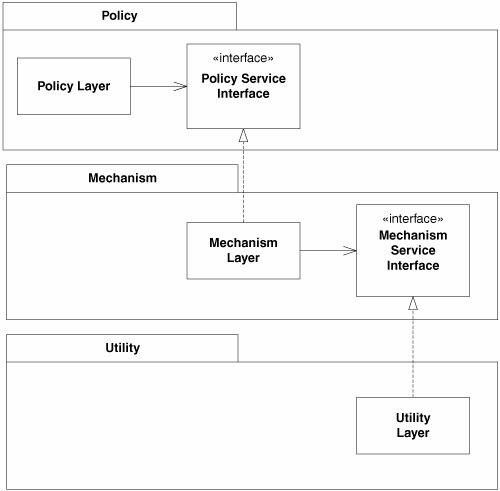 Policy
Policy Layer
«interface»
Policy Service
Interface
Mechanism
Mechanism
Layer
«interface»
Mechanism
Service
Interface
Utility
Utility
Layer